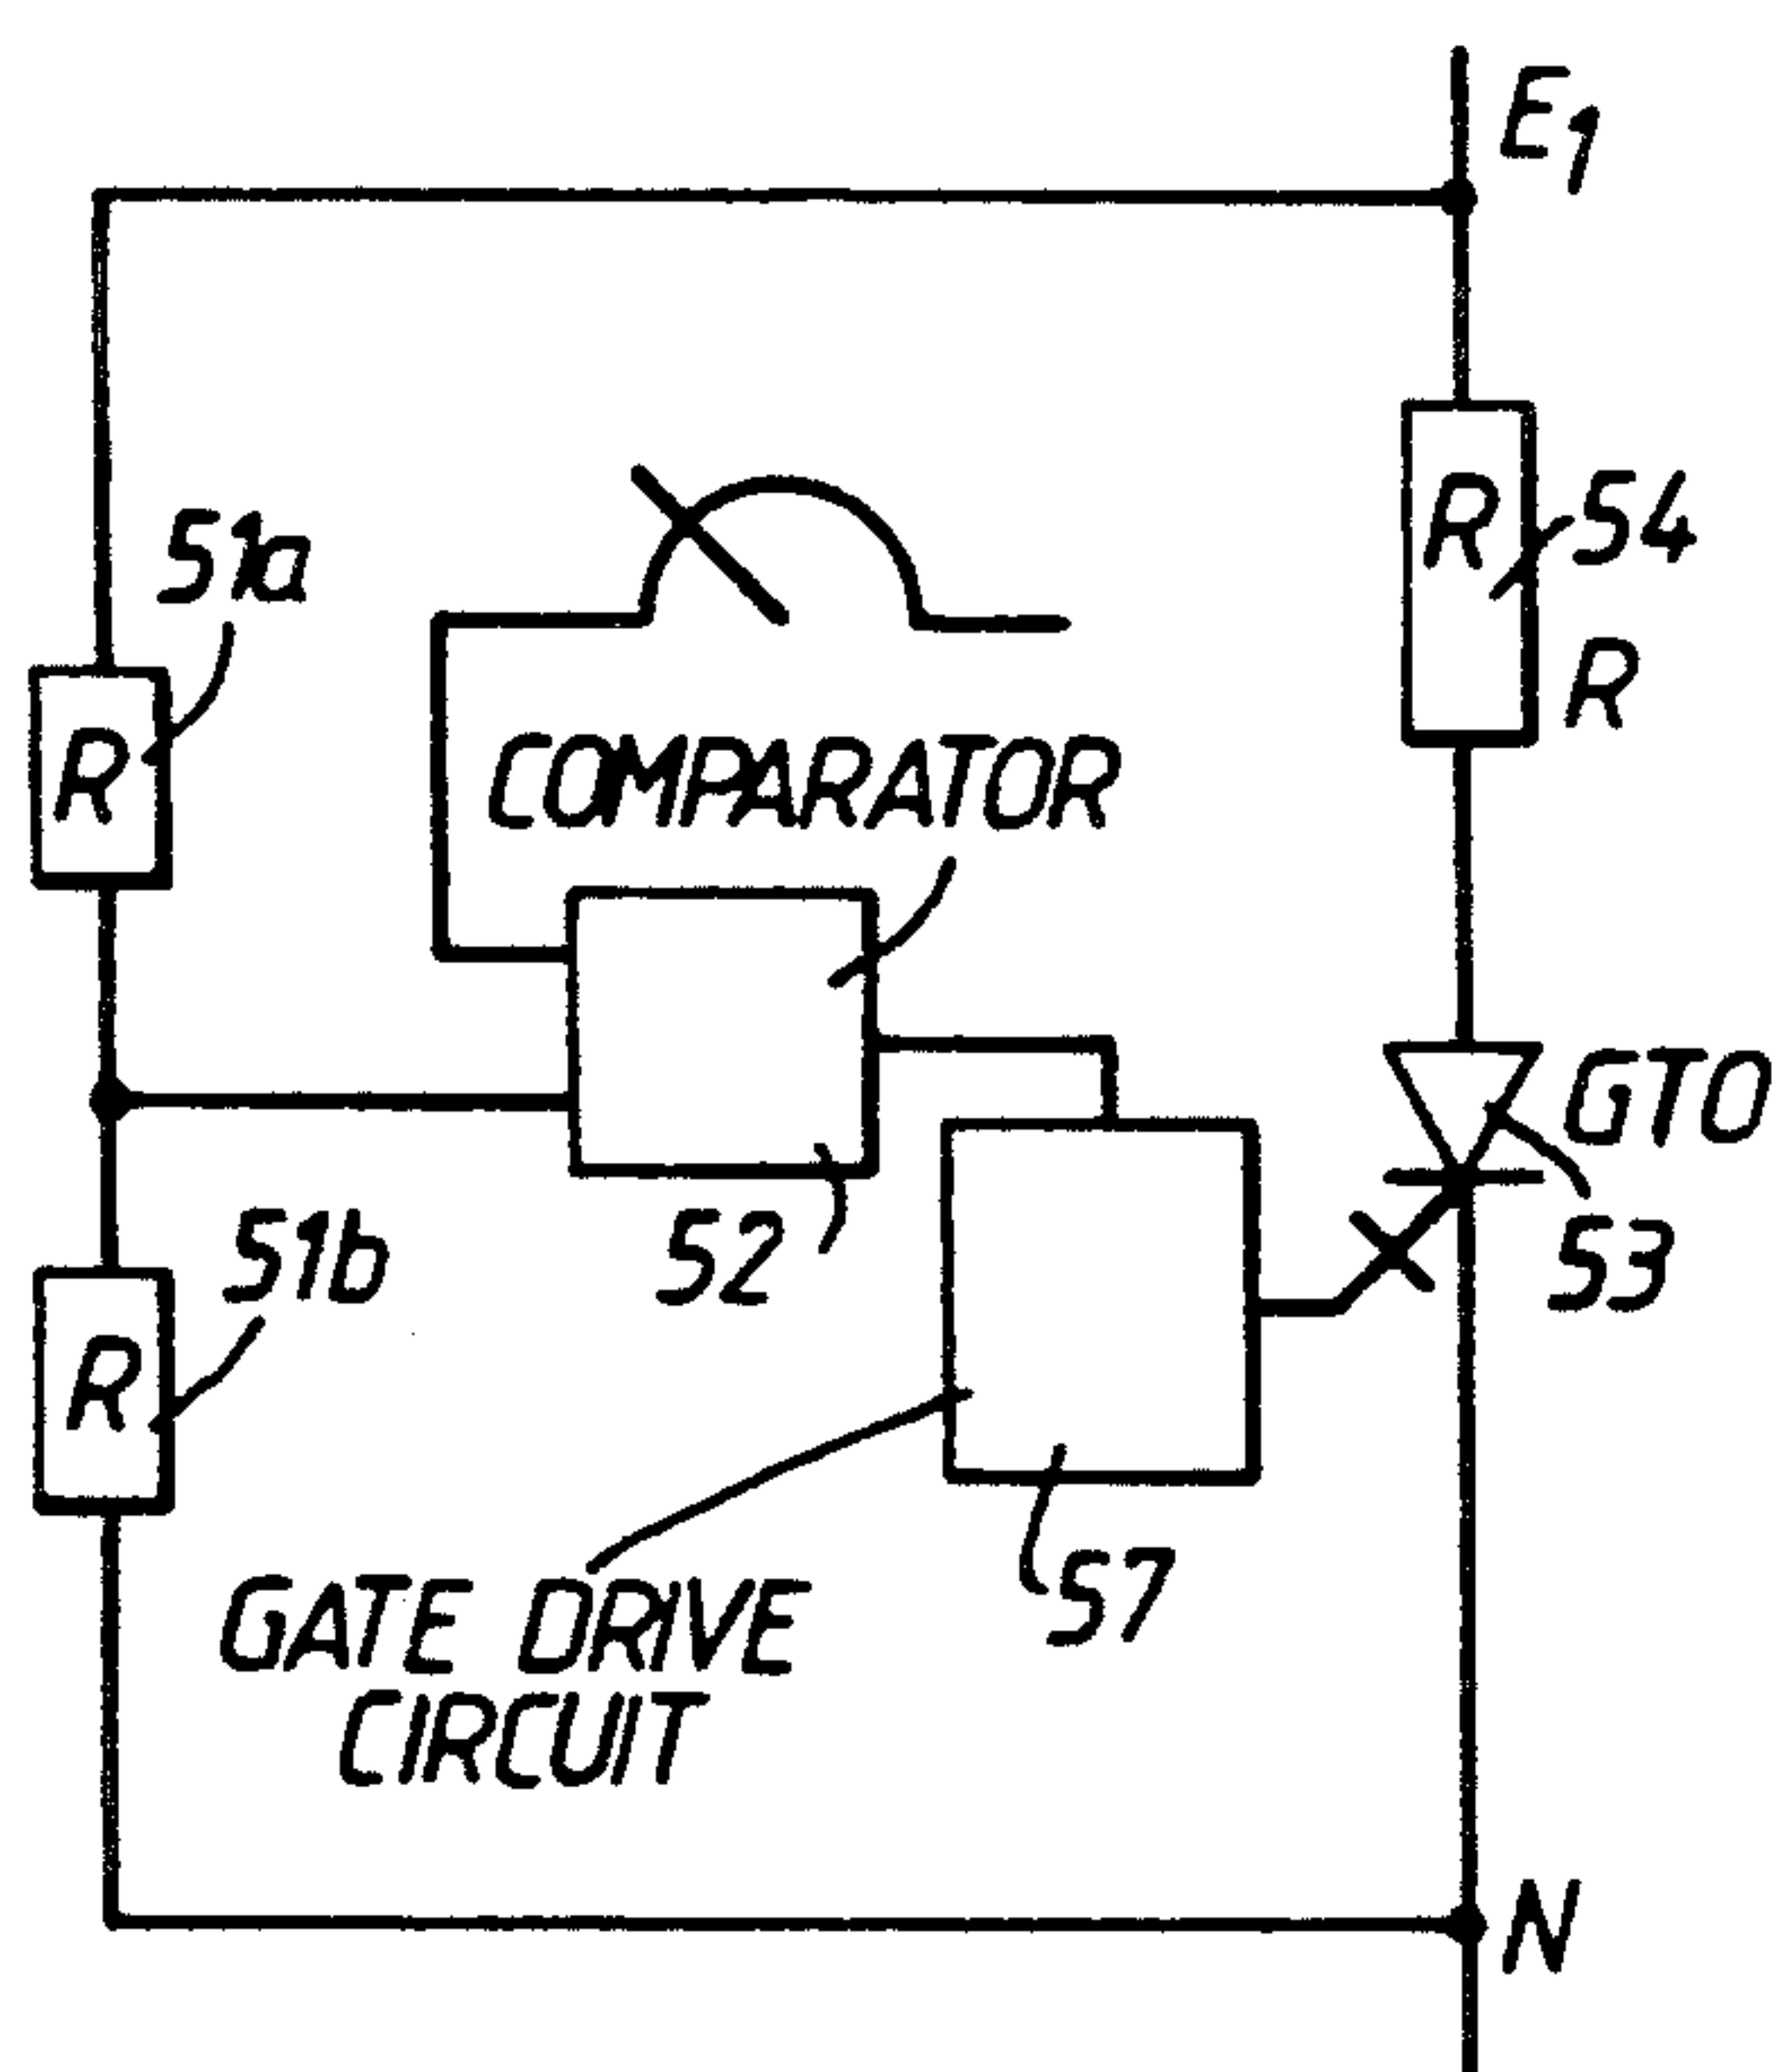 E1
51a
R
54
R
R
COMPARATOR
GTO
53
52
51b
R
57
GATE DRIVE
CIRCUIT
N